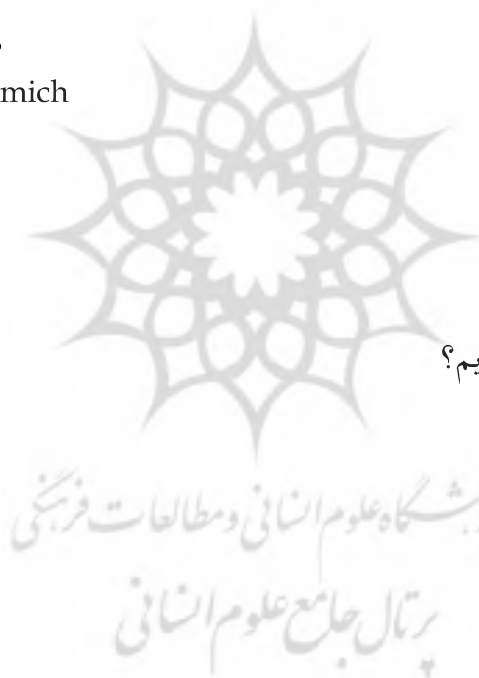 mich
یم؟
شگاه علوم انسانی و مطالعات فرهنگی
پرتال جامع علوم انسانی